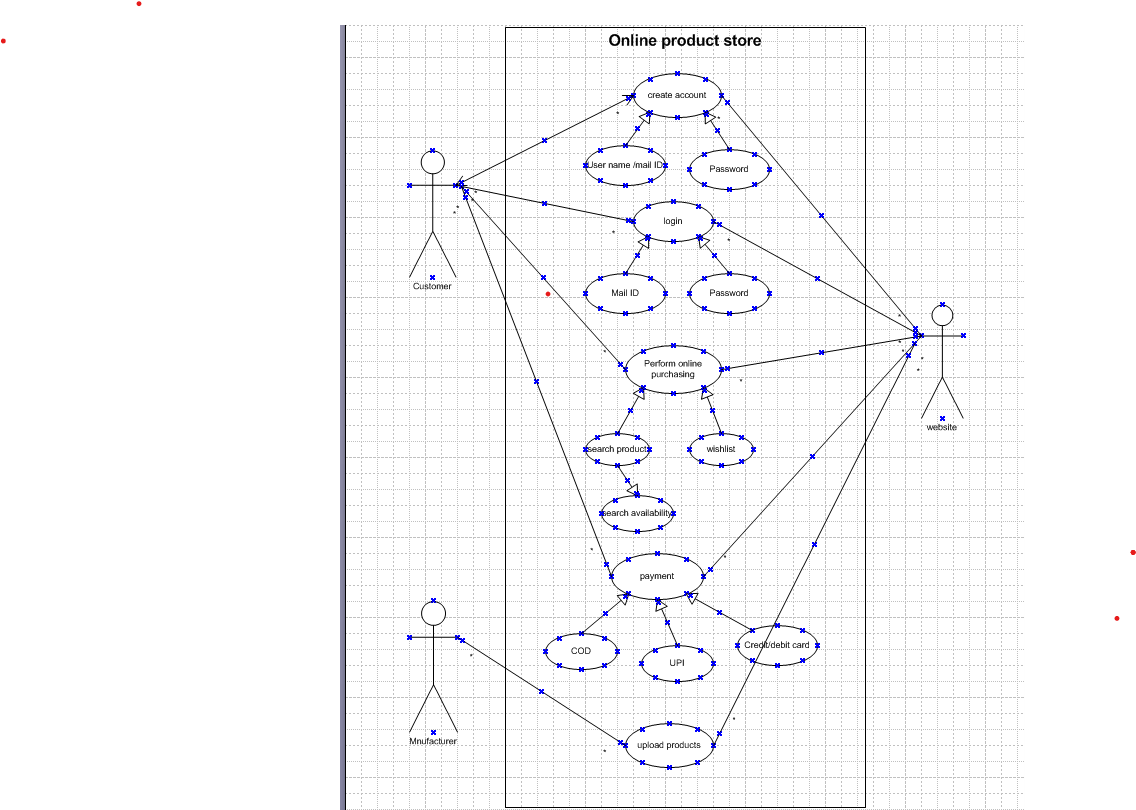 Online product store
create account
User name /mail ID
Password
Customer
login
Mail ID
Password
website
Perform online
purchasing
search product
wishlist
search availability
payment
COD
UPI
Credit/debit card
Mnufacturer
upload products